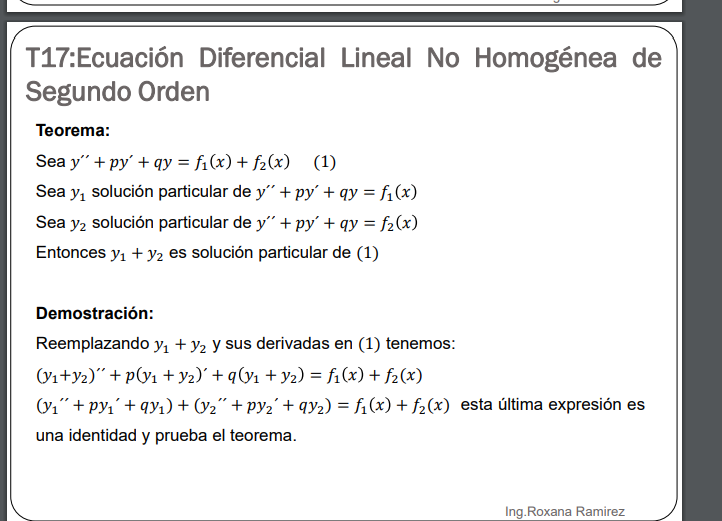 T17:Ecuación Diferencial Lineal No Homogénea de
Segundo Orden
Teorema:
Sea y´´ + py´ + qy = f₁(x) + f₂(x) (1)
Sea y₁ solución particular de y´´ + py´ + qy = f₁(x)
Sea y₂ solución particular de y´´ + py´ + qy = f₂(x)
Entonces y₁ + y₂ es solución particular de (1)
Demostración:
Reemplazando y₁ + y₂ y sus derivadas en (1) tenemos:
(y₁+y₂)´´ + p(y₁ + y₂)´ + q(y₁ + y₂) = f₁(x) + f₂(x)
(y₁´´ + py₁´ + qy₁) + (y₂´´ + py₂´ + qy₂) = f₁(x) + f₂(x) esta última expresión es
una identidad y prueba el teorema.
Ing.Roxana Ramirez